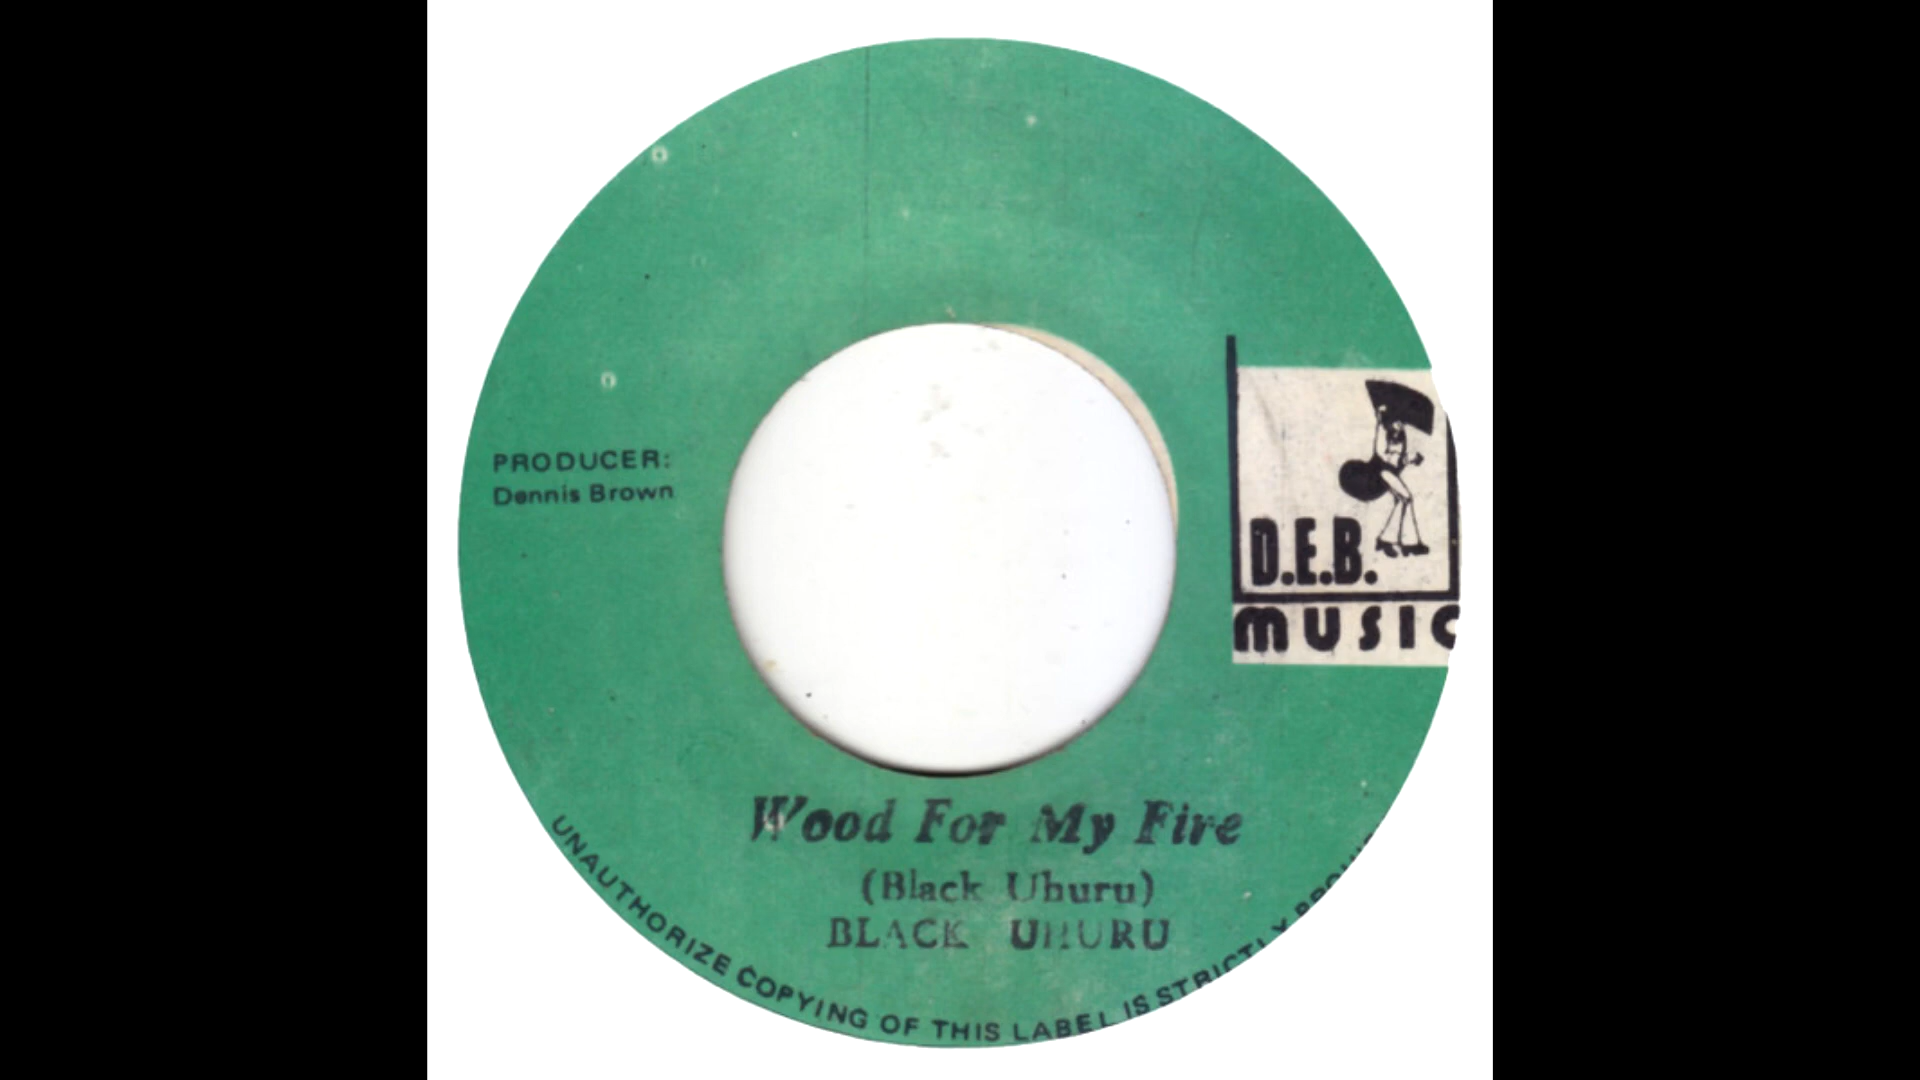 PRODUCER:
Dennis Brown
D.E.B.
MUSIC
Wood For My Fire
(Black Uhuru)
BLACK UHURU
UNAUTHORIZE COPYING OF THIS LABEL IS STRICTLY